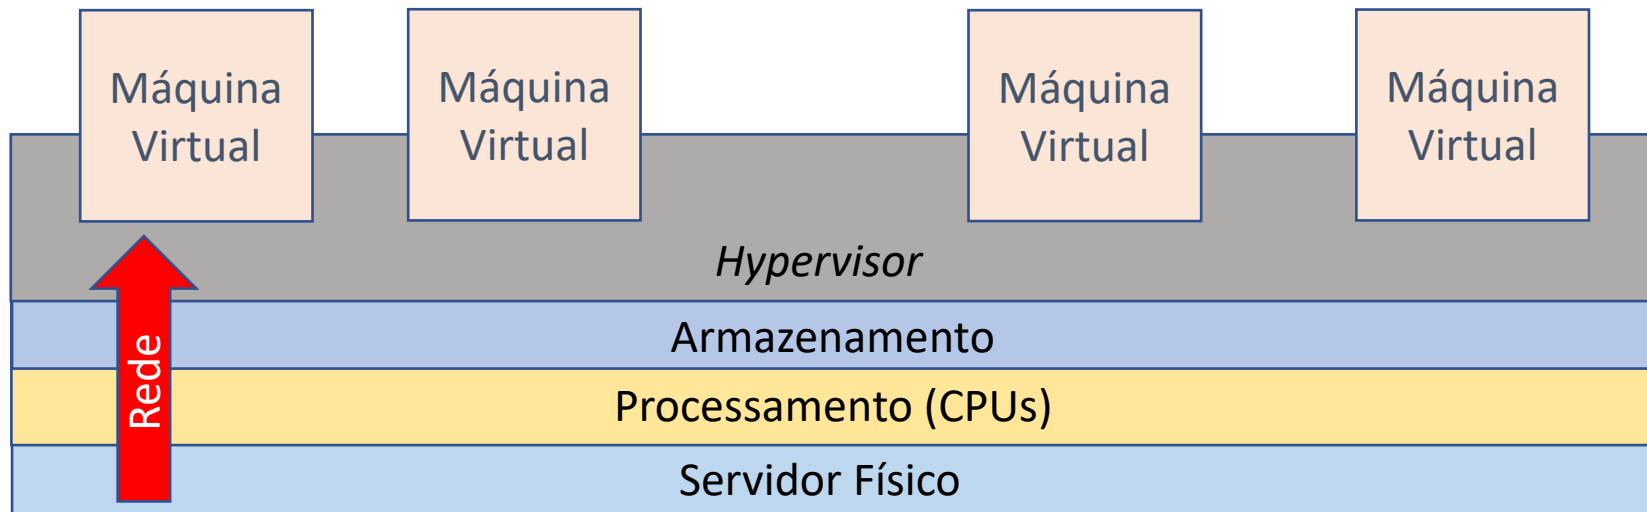 Máquina
Virtual
Máquina
Virtual
Máquina
Virtual
Máquina
Virtual
Hypervisor
Armazenamento
Processamento (CPUs)
Servidor Físico
Rede